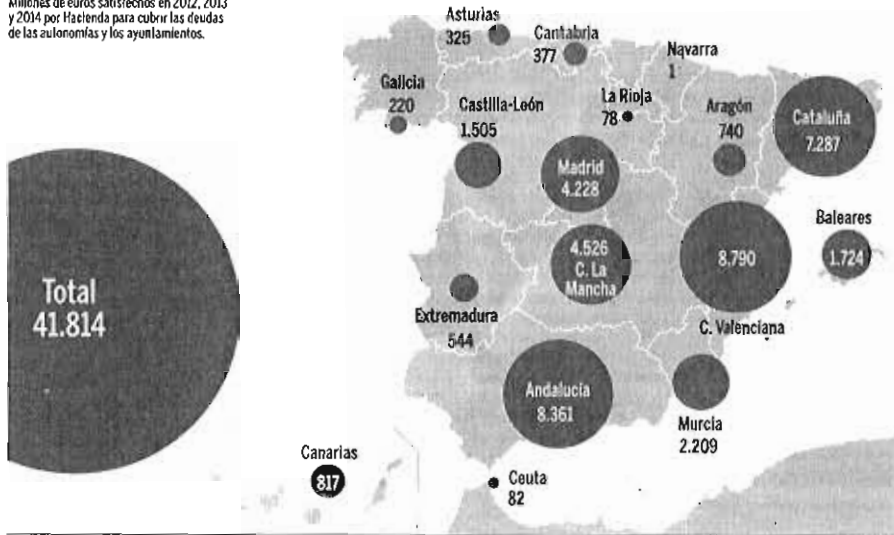 Millones de euros satisfechos en 2012, 2013
y 2014 por Hacienda para cubrir las deudas
de las autonomías y los ayuntamientos.
Asturias
325
Cantabria
377
Navarra
1
Galicia
220
Castilla-León
1.505
La Rioja
78
Aragón
740
Cataluña
7.287
Madrid
4.228
Baleares
1.724
4.526
C. La
Mancha
8.790
C. Valenciana
Total
41.814
Extremadura
544
Andalucía
8.361
Murcia
2.209
Canarias
817
Ceuta
82